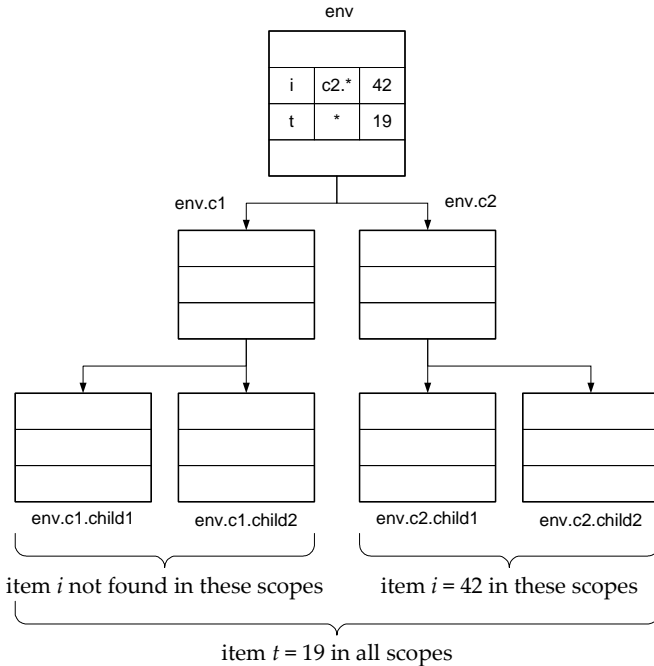 env
i c2.* 42
t * 19
env.c1 env.c2
env.c1.child1 env.c1.child2 env.c2.child1 env.c2.child2
item i not found in these scopes item i = 42 in these scopes
item t = 19 in all scopes